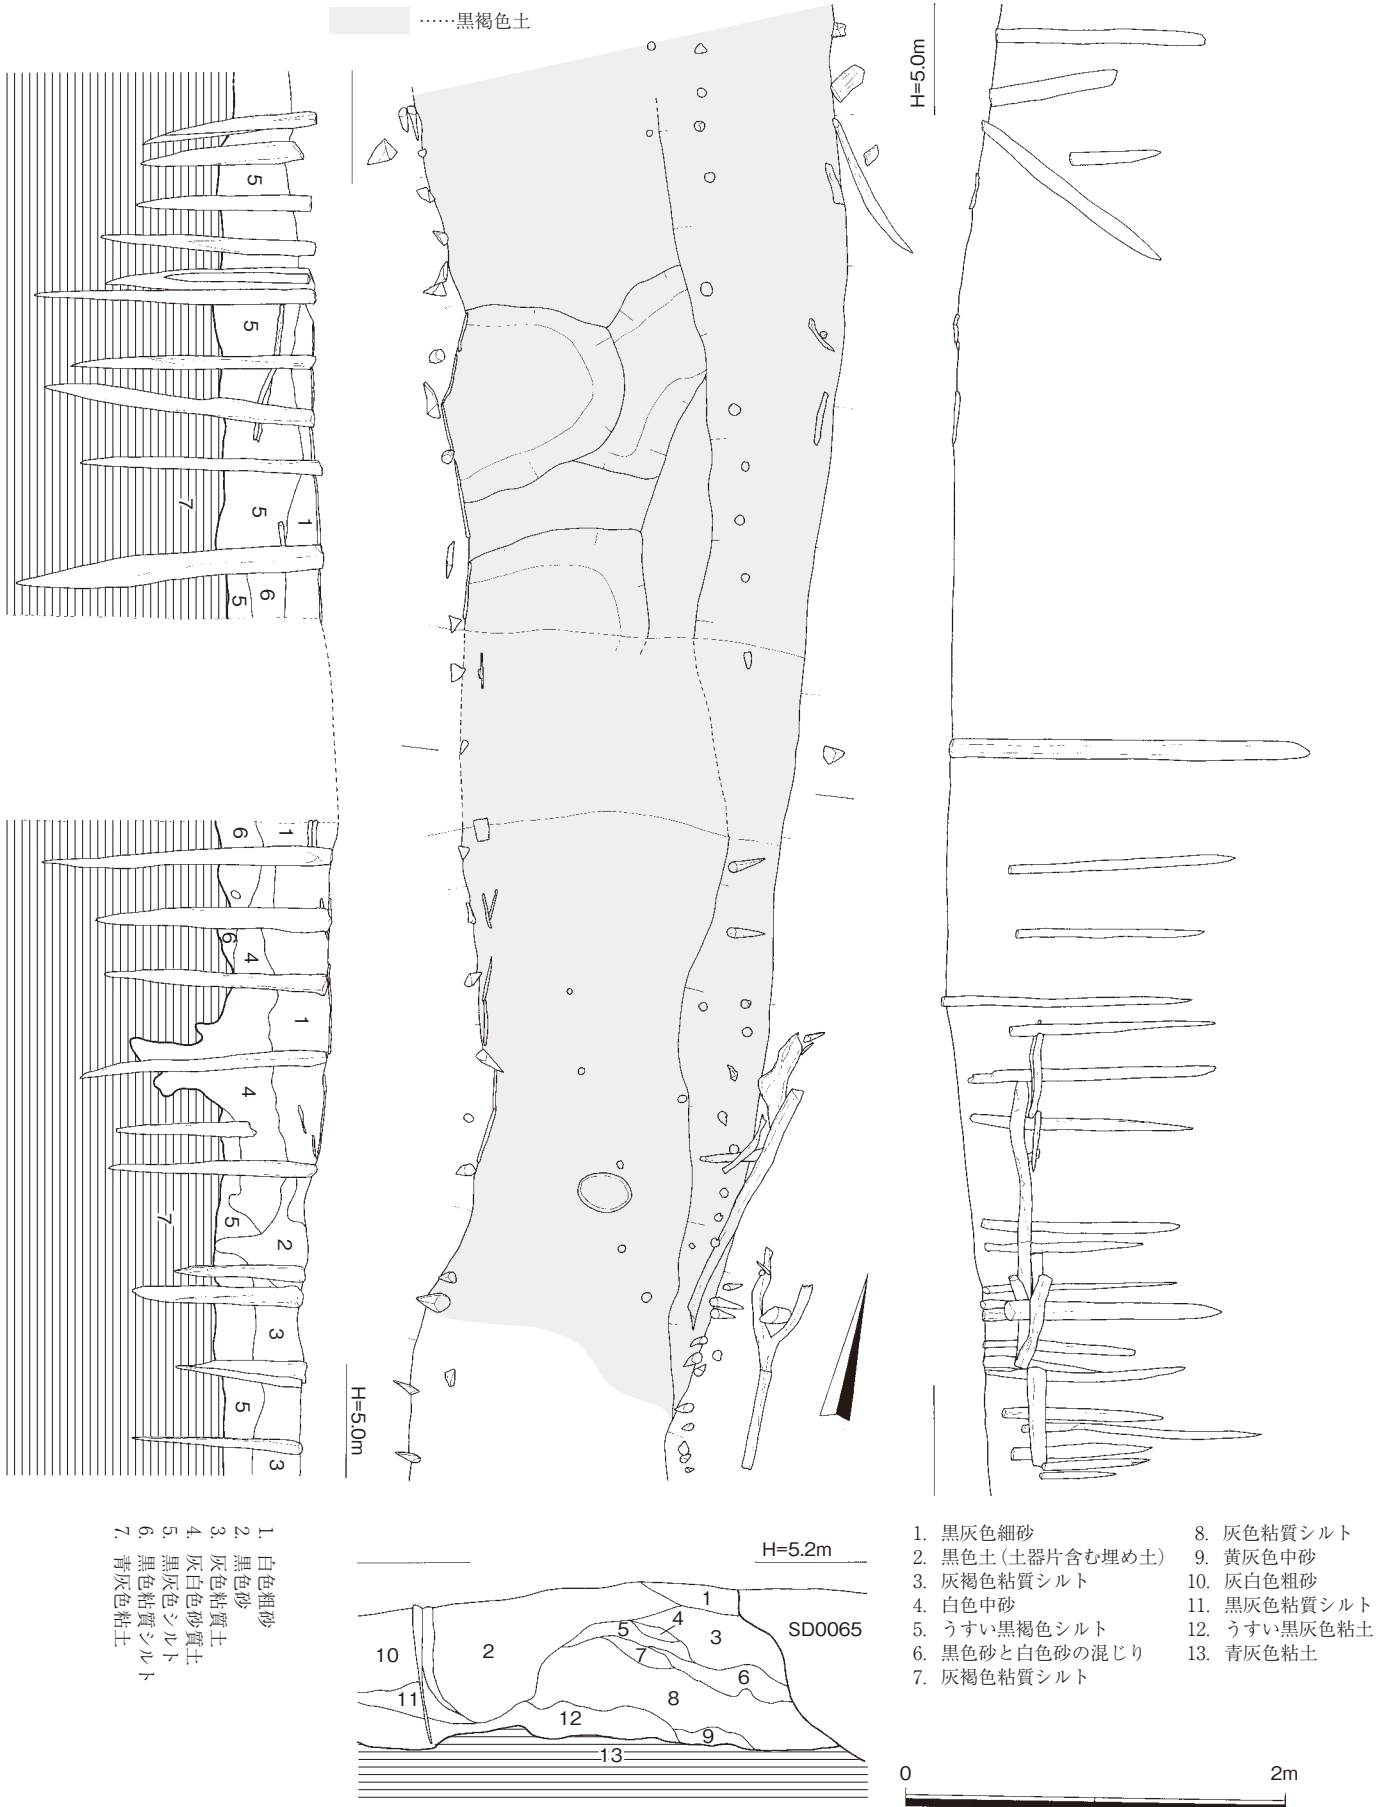 ……黒褐色土
H=5.0m
5
5
7
5
1
6
5
6
1
6
4
1
4
7
5
2
3
5
3
H=5.0m
1. 白色粗砂
2. 黒色砂
3. 灰色粘質土
4. 灰白色砂質土
5. 黒灰色シルト
6. 黒色粘質シルト
7. 青灰色粘土
H=5.2m
1
2
3
4
5
6
7
8
9
10
11
12
13
SD0065
1. 黒灰色細砂
2. 黒色土（土器片含む埋め土）
3. 灰褐色粘質シルト
4. 白色中砂
5. うすい黒褐色シルト
6. 黒色砂と白色砂の混じり
7. 灰褐色粘質シルト
8. 灰色粘質シルト
9. 黄灰色中砂
10. 灰白色粗砂
11. 黒灰色粘質シルト
12. うすい黒灰色粘土
13. 青灰色粘土
0 2m